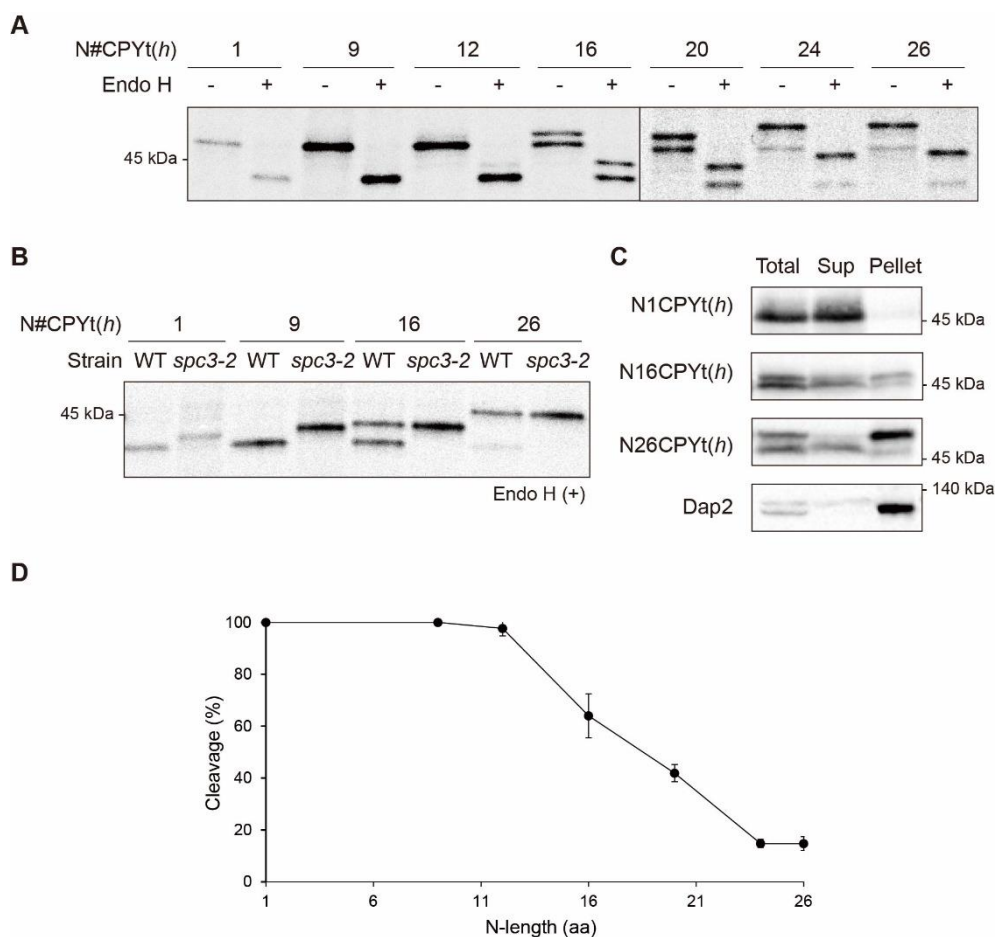 A
N#CPYt(h) 1 9 12 16 20 24 26
Endo H - + - + - + - + - + - + - +
45 kDa
B
N#CPYt(h) 1 9 16 26
Strain WT spc3-2 WT spc3-2 WT spc3-2 WT spc3-2
45 kDa
Endo H (+)
C
Total Sup Pellet
N1CPYt(h) 45 kDa
N16CPYt(h) 45 kDa
N26CPYt(h) 45 kDa
140 kDa
Dap2
D
Cleavage (%)
100
80
60
40
20
0
1 6 11 16 21 26
N-length (aa)